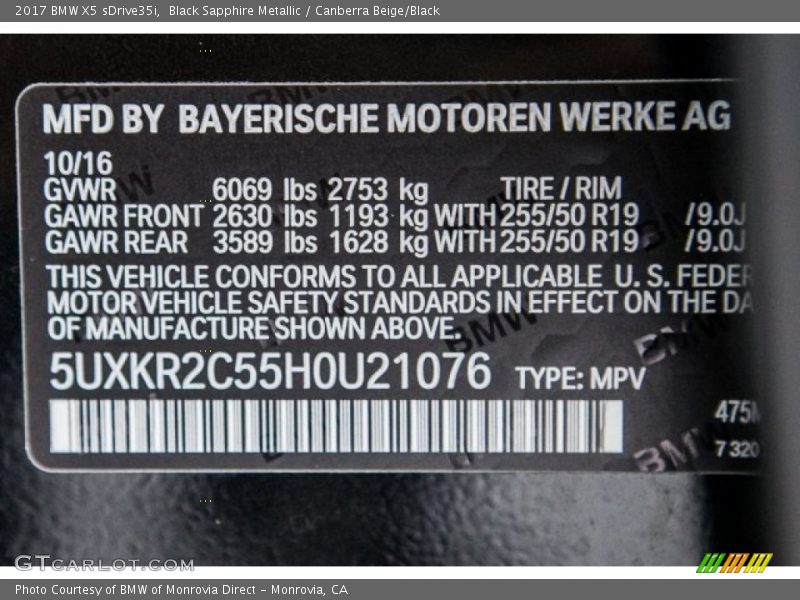 2017 BMW X5 sDrive35i,  Black Sapphire Metallic / Canberra Beige/Black
MFD BY BAYERISCHE MOTOREN WERKE AG
10/16
GVWR 6069 lbs 2753 kg TIRE / RIM
GAWR FRONT 2630 lbs 1193 kg WITH 255/50 R19 /9.0J
GAWR REAR 3589 lbs 1628 kg WITH 255/50 R19 /9.0J
THIS VEHICLE CONFORMS TO ALL APPLICABLE U. S. FEDER
MOTOR VEHICLE SAFETY STANDARDS IN EFFECT ON THE DA
OF MANUFACTURE SHOWN ABOVE.
5UXKR2C55H0U21076 TYPE: MPV
475
7 320
GTCARLOT.COM
Photo Courtesy of BMW of Monrovia Direct - Monrovia, CA